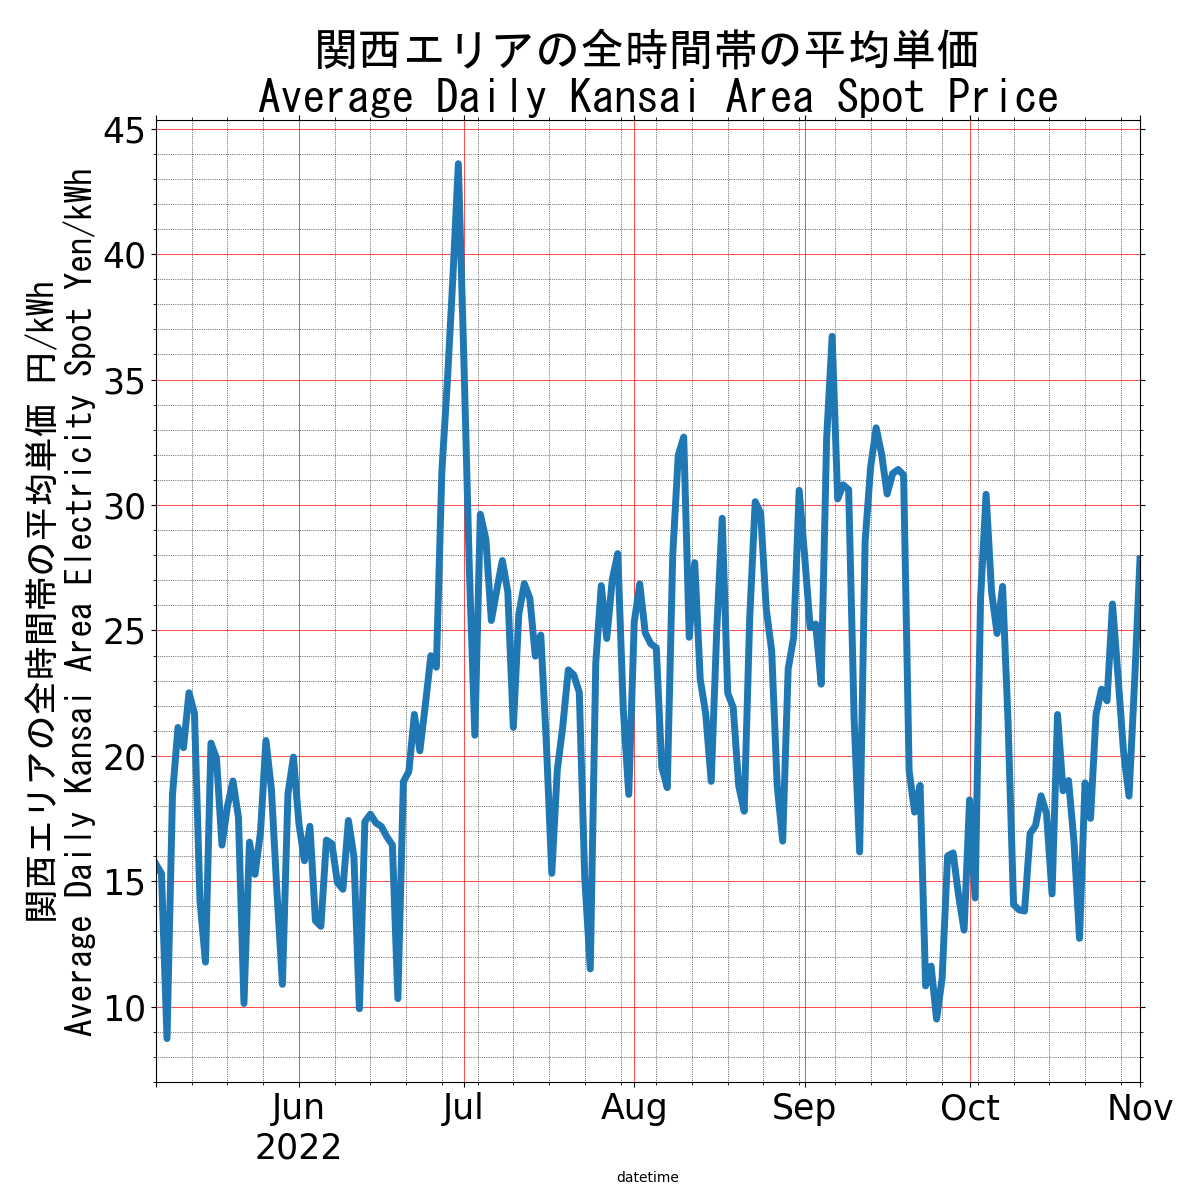 関西エリアの全時間帯の平均単価
Average Daily Kansai Area Spot Price
関西エリアの全時間帯の平均単価 円/kWh
Average Daily Kansai Area Electricity Spot Yen/kWh
45
40
35
30
25
20
15
10
Jun
2022
Jul
Aug
Sep
Oct
Nov
datetime